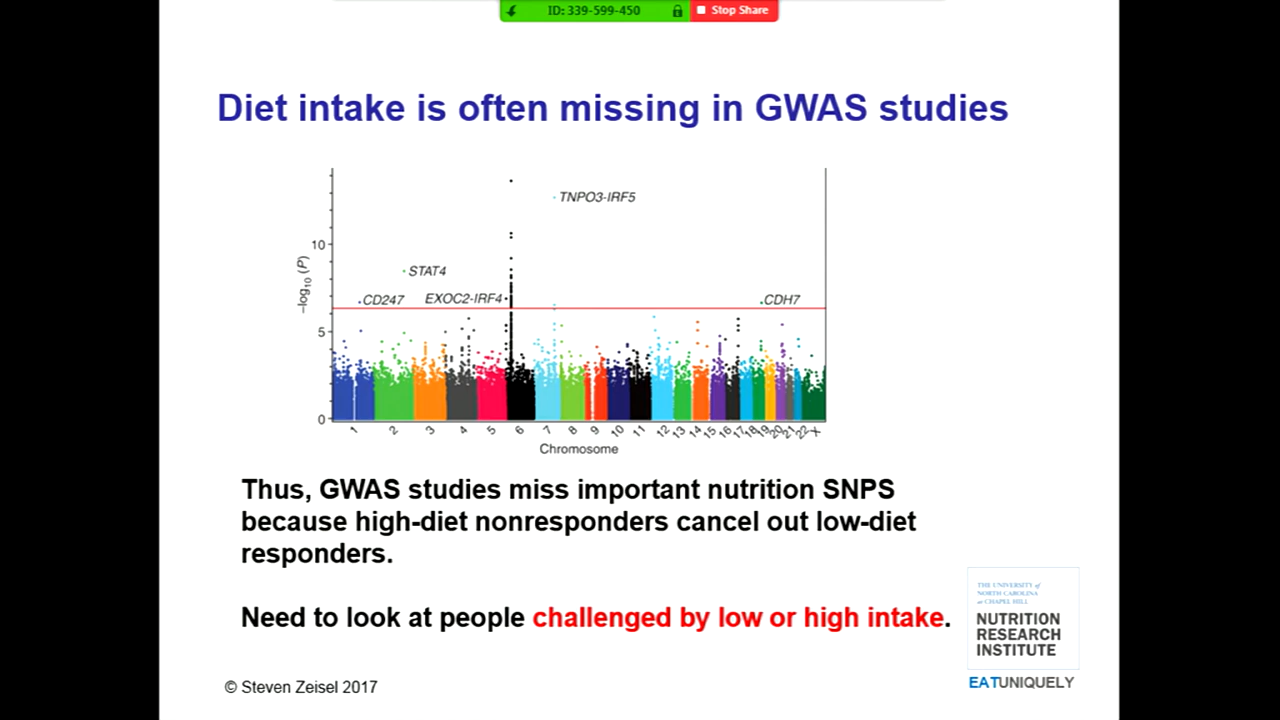 ID: 339-599-450
Stop Share
Diet intake is often missing in GWAS studies
TNPO3-IRF5
10
STAT4
CD247
EXOC2-IRF4
CDH7
−log10 (P)
5
0
1 2 3 4 5 6 7 8 9 10 11 12 13 14 15 16 17 18 19 20 21 22 X
Chromosome
Thus, GWAS studies miss important nutrition SNPS
because high-diet nonresponders cancel out low-diet
responders.
Need to look at people challenged by low or high intake.
THE UNIVERSITY of
NORTH CAROLINA
at CHAPEL HILL
NUTRITION
RESEARCH
INSTITUTE
EATUNIQUELY
© Steven Zeisel 2017